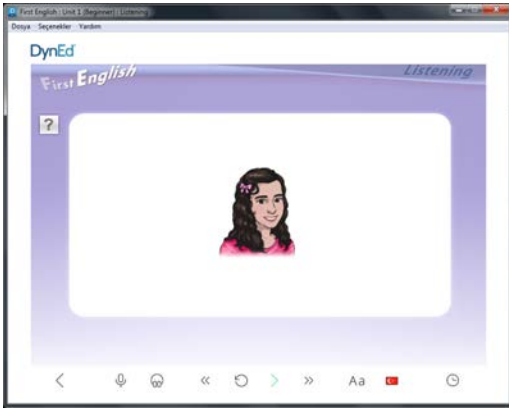 First English : Unit 1 (Beginner) : Listening
Dosya Seçenekler Yardım
DynEd
First English
Listening
?
Aa